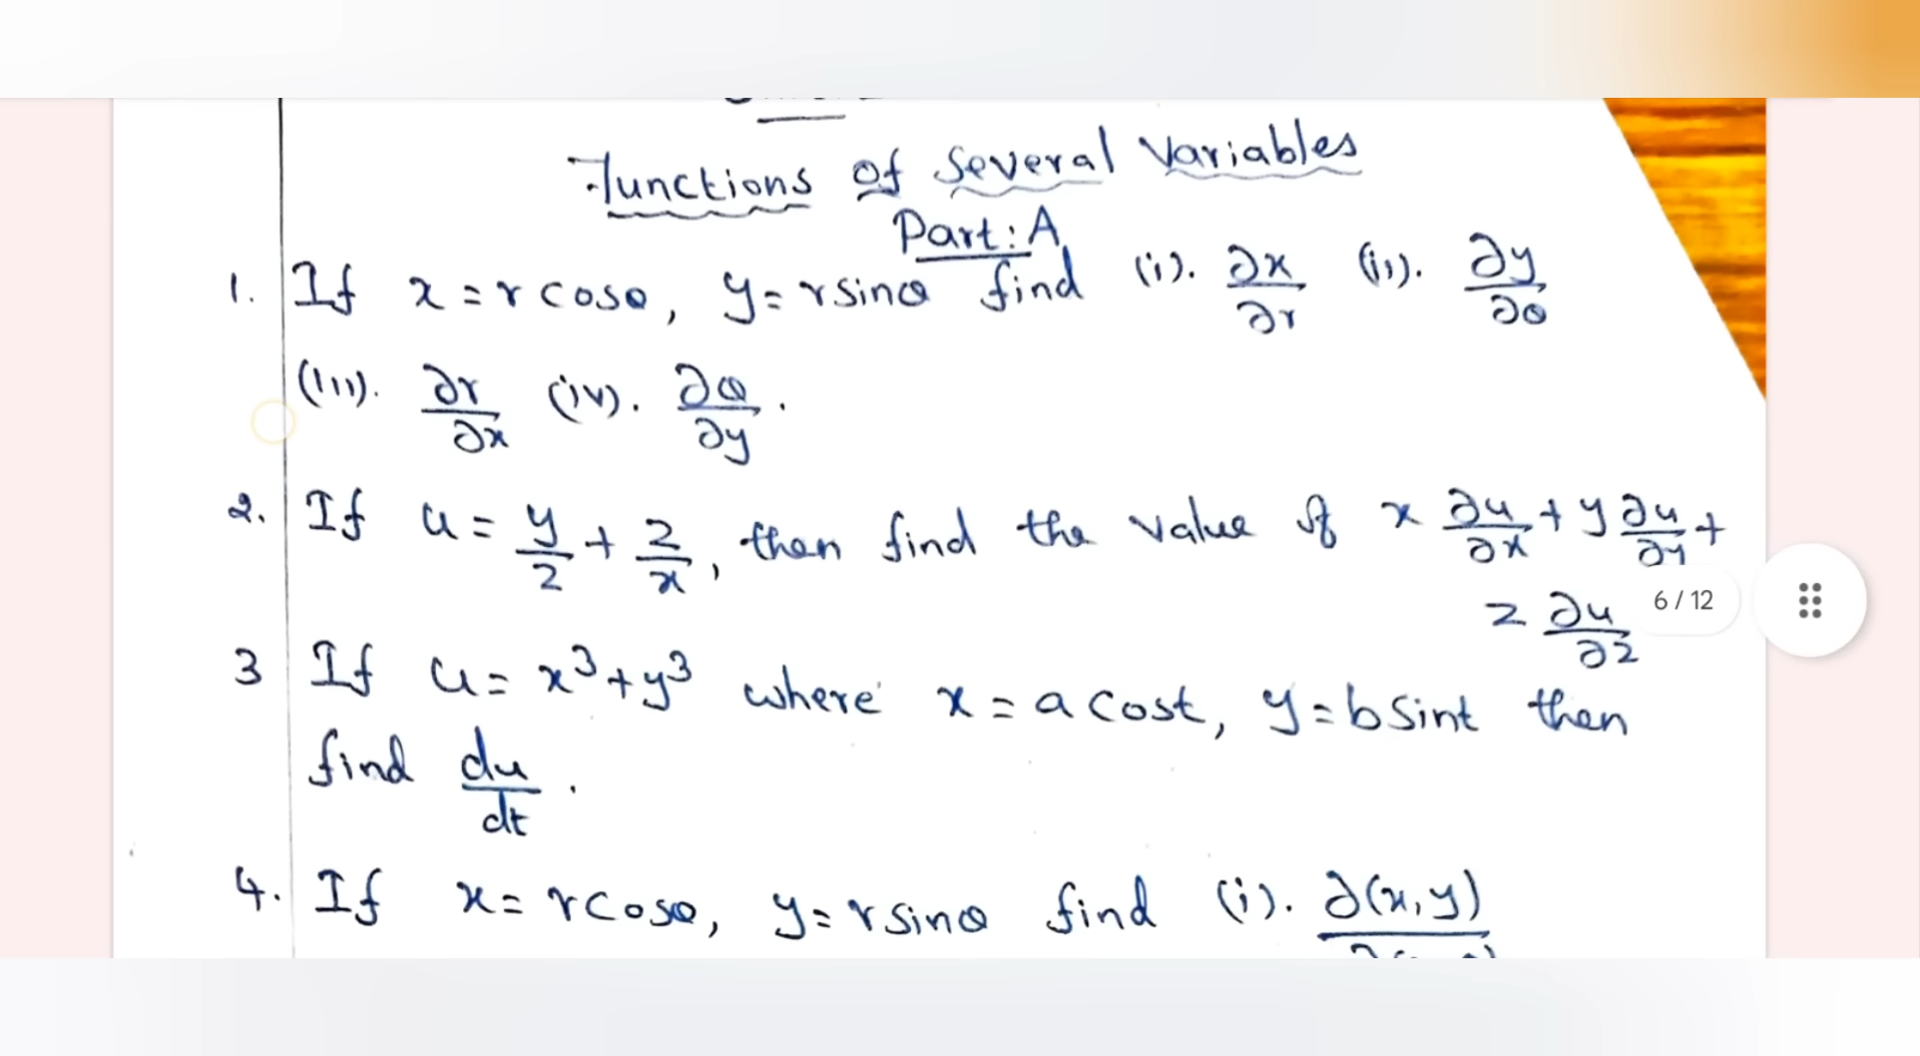 Functions of Several Variables
Part: A
1. If x = r cosθ, y = r sinθ find (i). ∂x/∂r (ii). ∂y/∂θ
(iii). ∂r/∂x (iv). ∂θ/∂y.
2. If u = y/z + z/x, then find the value of x ∂u/∂x + y ∂u/∂y +
z ∂u/∂z
6 / 12
3 If u = x³ + y³ where x = a cost, y = b sint then
find du/dt.
4. If x = r cosθ, y = r sinθ find (i). ∂(x,y)